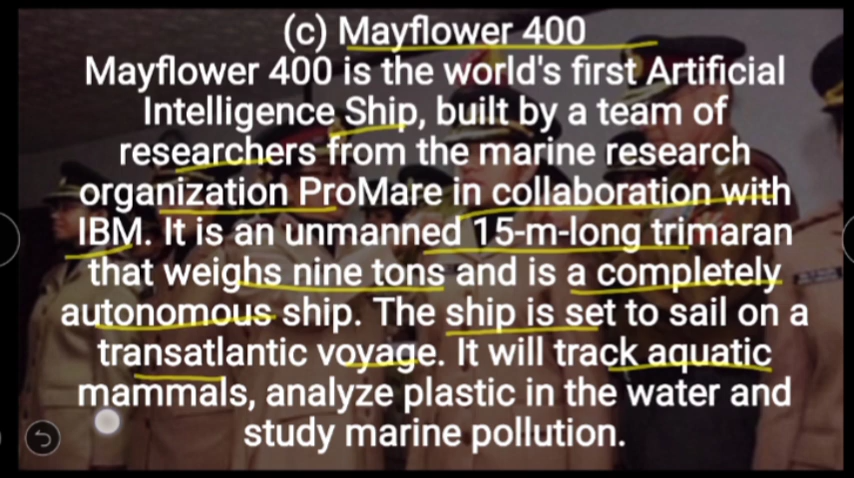 (c) Mayflower 400
Mayflower 400 is the world's first Artificial
Intelligence Ship, built by a team of
researchers from the marine research
organization ProMare in collaboration with
IBM. It is an unmanned 15-m-long trimaran
that weighs nine tons and is a completely
autonomous ship. The ship is set to sail on a
transatlantic voyage. It will track aquatic
mammals, analyze plastic in the water and
study marine pollution.